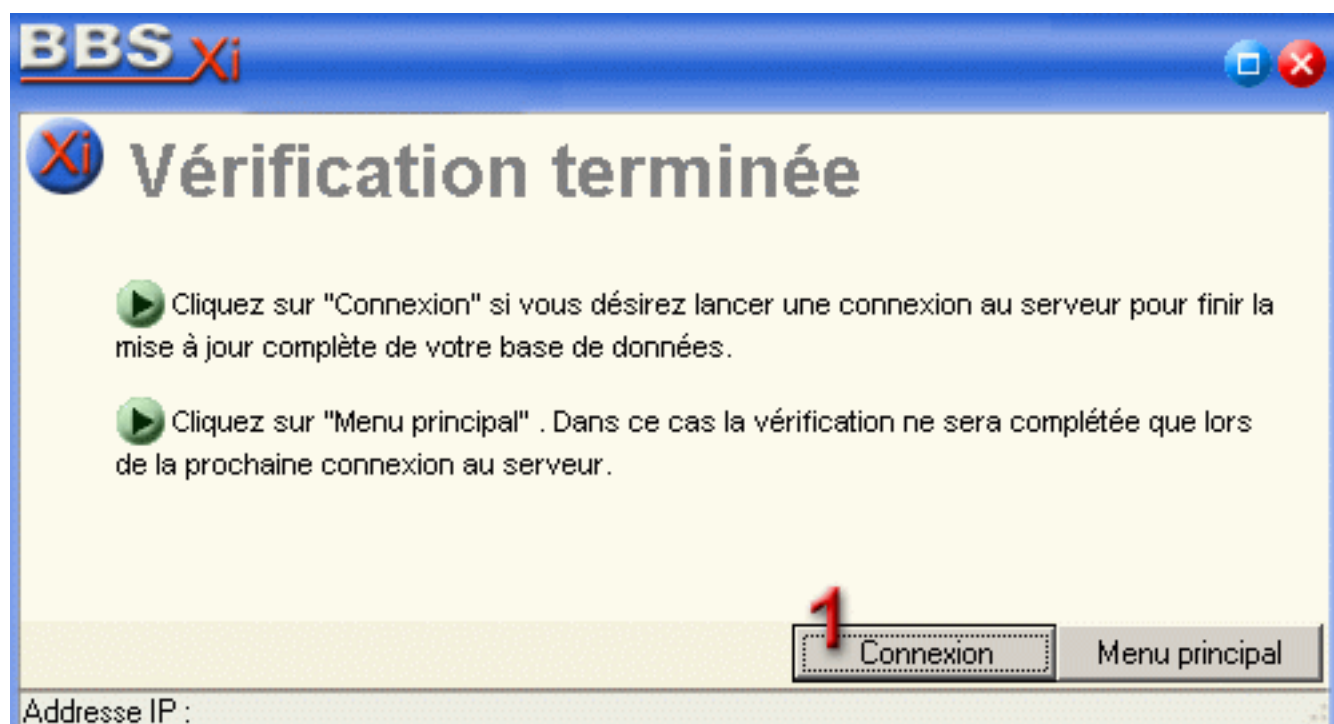 BBS Xi
Xi
Vérification terminée
Cliquez sur "Connexion" si vous désirez lancer une connexion au serveur pour finir la
mise à jour complète de votre base de données.
Cliquez sur "Menu principal" . Dans ce cas la vérification ne sera complétée que lors
de la prochaine connexion au serveur.
1
Connexion Menu principal
Addresse IP :